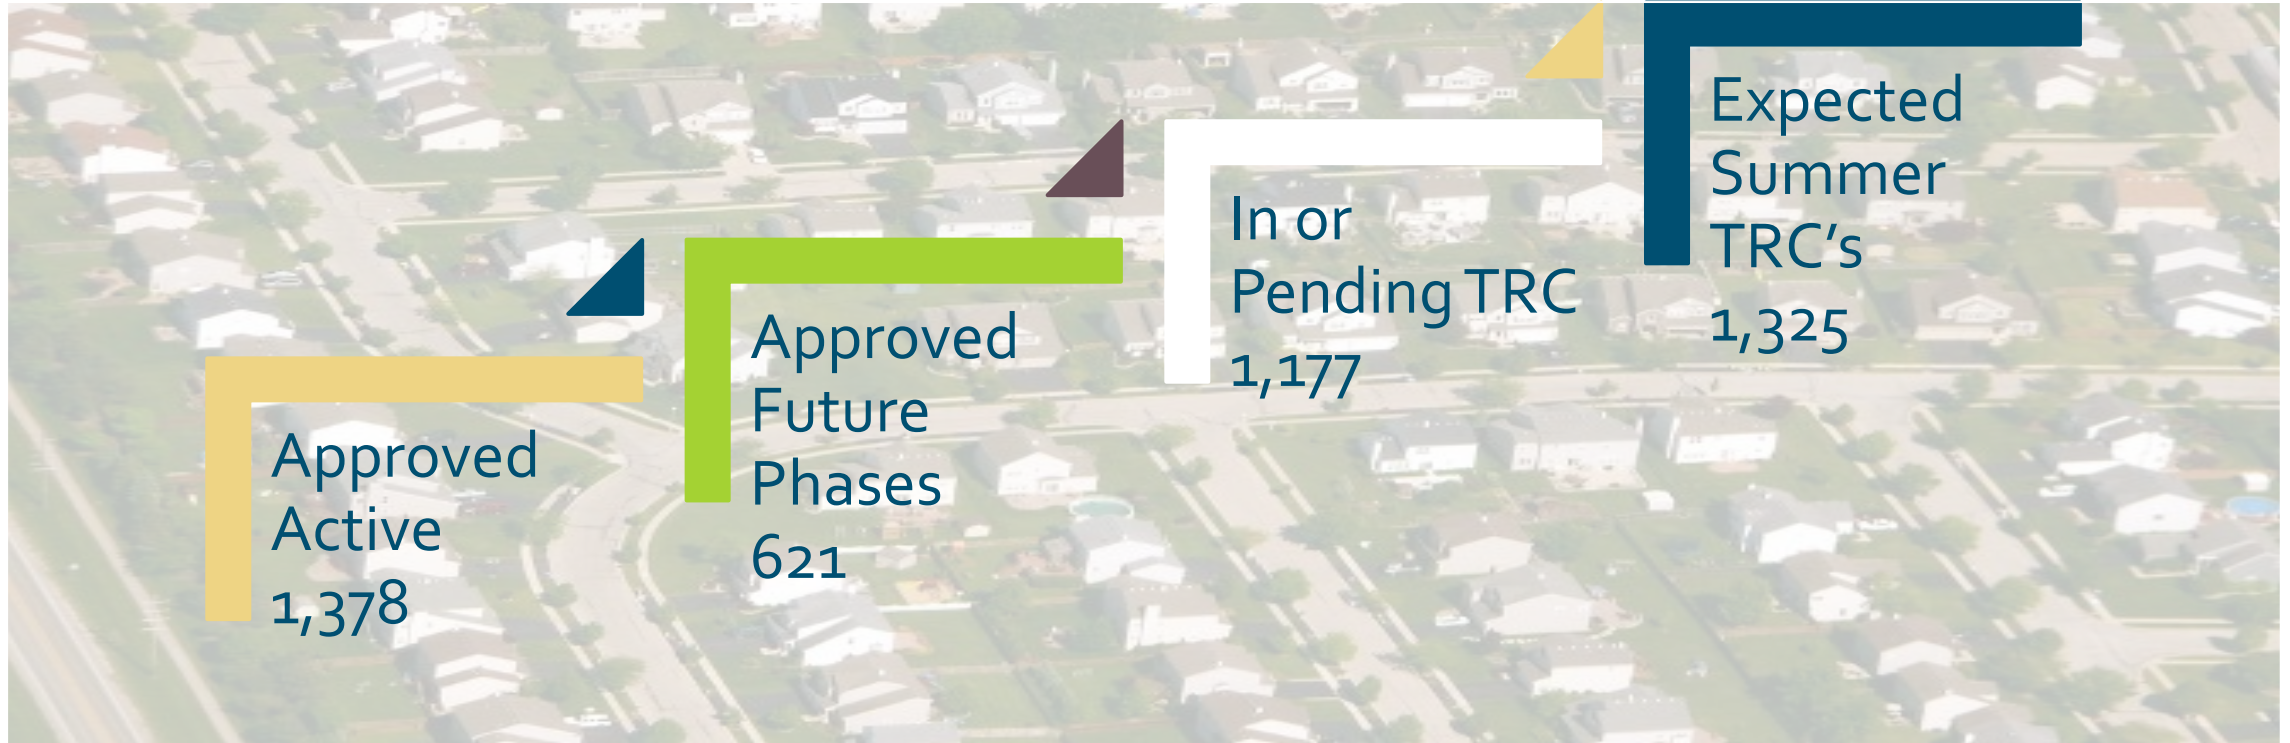 Approved
Active
1,378
Approved
Future
Phases
621
In or
Pending TRC
1,177
Expected
Summer
TRC’s
1,325